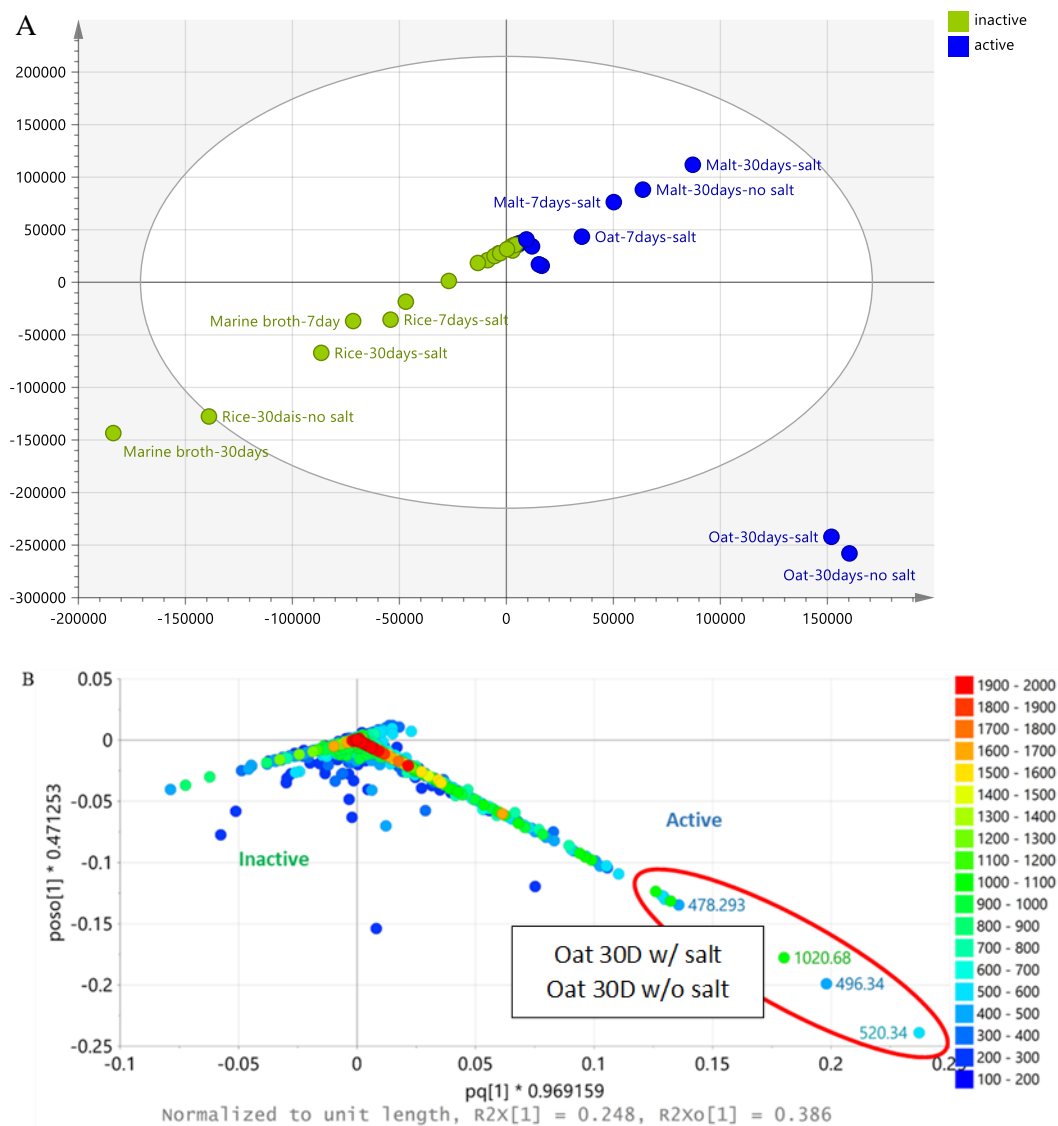 A
inactive
active
200000
150000
100000
50000
0
-50000
-100000
-150000
-200000
-250000
-300000
Malt-30days-salt
Malt-30days-no salt
Malt-7days-salt
Oat-7days-salt
Marine broth-7day
Rice-7days-salt
Rice-30days-salt
Rice-30dais-no salt
Marine broth-30days
Oat-30days-salt
Oat-30days-no salt
-200000 -150000 -100000 -50000 0 50000 100000 150000
B
0.05
0
-0.05
-0.1
-0.15
-0.2
-0.25
poso[1] * 0.471253
Active
Inactive
478.293
Oat 30D w/ salt
Oat 30D w/o salt
1020.68
496.34
520.34
1900 - 2000
1800 - 1900
1700 - 1800
1600 - 1700
1500 - 1600
1400 - 1500
1300 - 1400
1200 - 1300
1100 - 1200
1000 - 1100
900 - 1000
800 - 900
700 - 800
600 - 700
500 - 600
400 - 500
300 - 400
200 - 300
100 - 200
-0.1 -0.05 0 0.05 0.1 0.15 0.2
pq[1] * 0.969159
Normalized to unit length, R2X[1] = 0.248, R2Xo[1] = 0.386